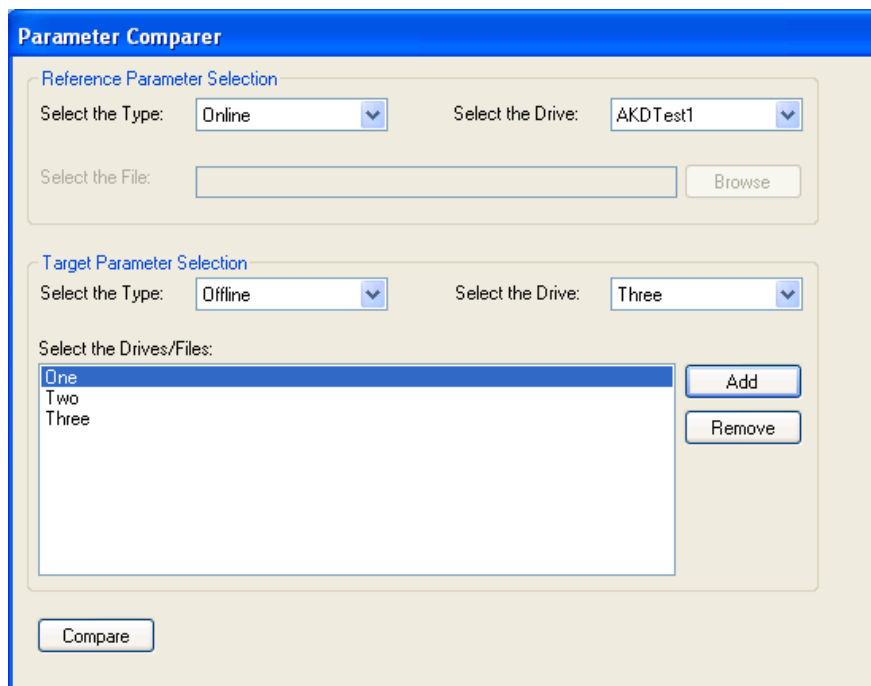 Parameter Comparer
Reference Parameter Selection
Select the Type: Online Select the Drive: AKDTest1
Select the File: Browse
Target Parameter Selection
Select the Type: Offline Select the Drive: Three
Select the Drives/Files:
One
Add
Two
Three
Remove
Compare